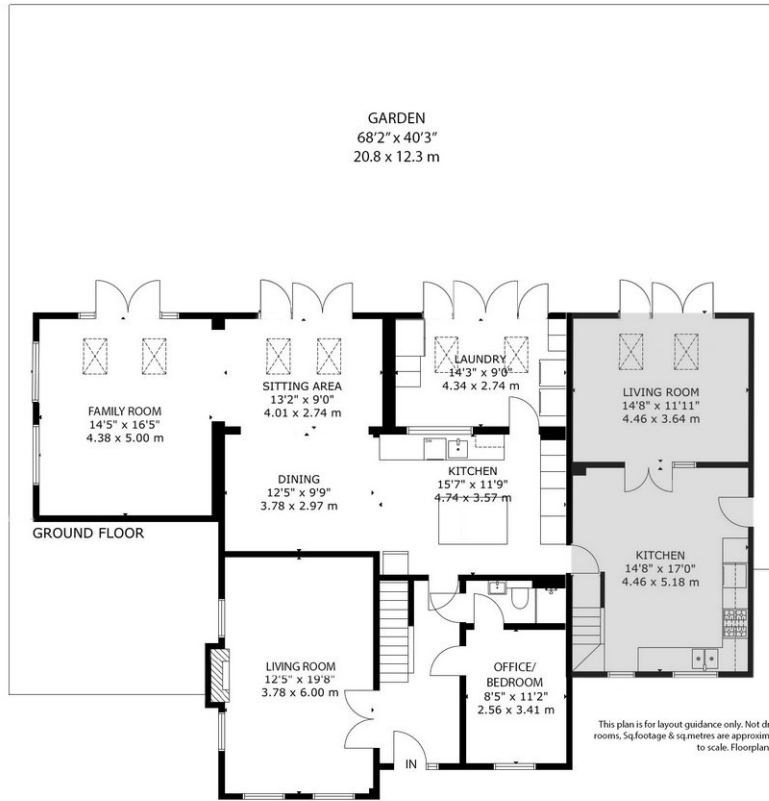 GARDEN
68'2" x 40'3"
20.8 x 12.3 m
LAUNDRY
14'3" x 9'0"
4.34 x 2.74 m
SITTING AREA
13'2" x 9'0"
4.01 x 2.74 m
LIVING ROOM
14'8" x 11'11"
4.46 x 3.64 m
FAMILY ROOM
14'5" x 16'5"
4.38 x 5.00 m
KITCHEN
15'7" x 11'9"
4.74 x 3.57 m
DINING
12'5" x 9'9"
3.78 x 2.97 m
GROUND FLOOR
KITCHEN
14'8" x 17'0"
4.46 x 5.18 m
LIVING ROOM
12'5" x 19'8"
3.78 x 6.00 m
OFFICE/
BEDROOM
8'5" x 11'2"
2.56 x 3.41 m
IN
This plan is for layout guidance only. Not dr
rooms, Sq.footage & sq.metres are approxim
to scale. Floorplan